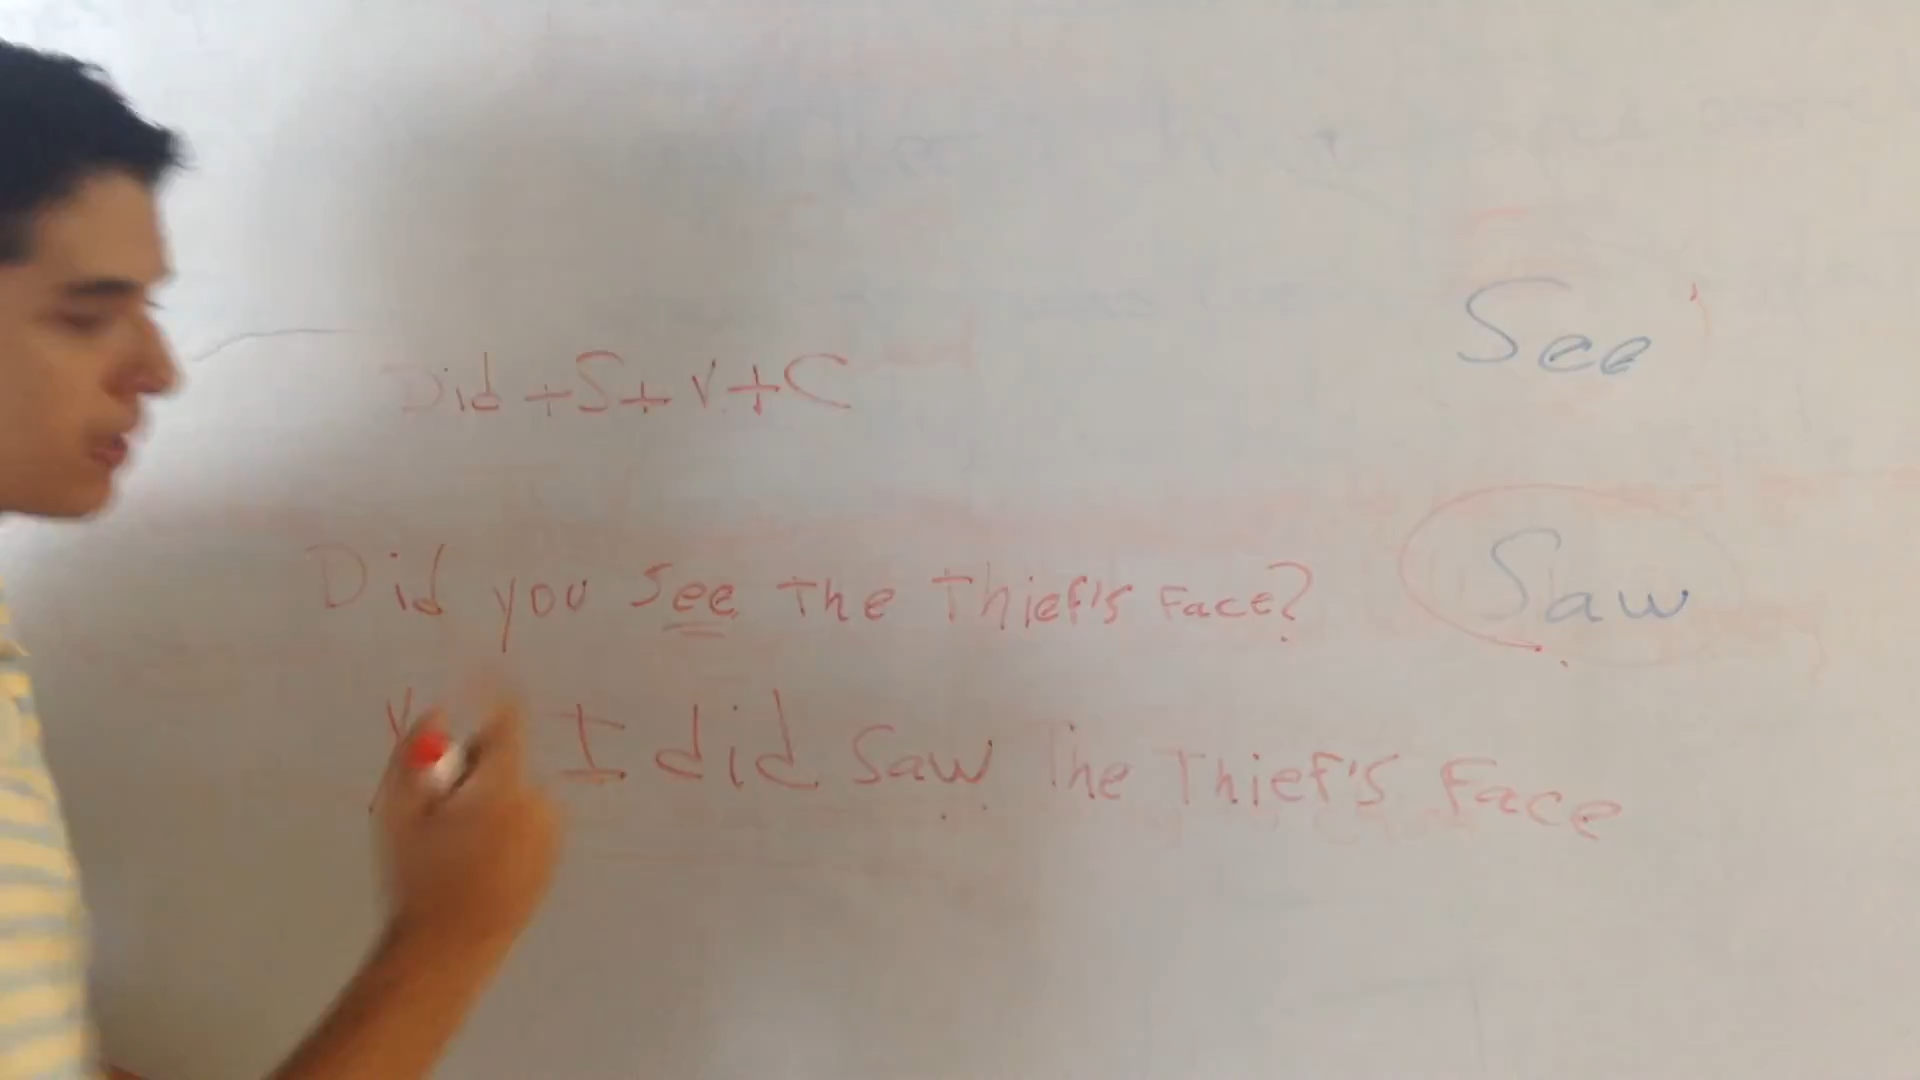 See
Did + S + V + C
Did you see the Thief's Face?
Saw
I did saw The Thief's Face